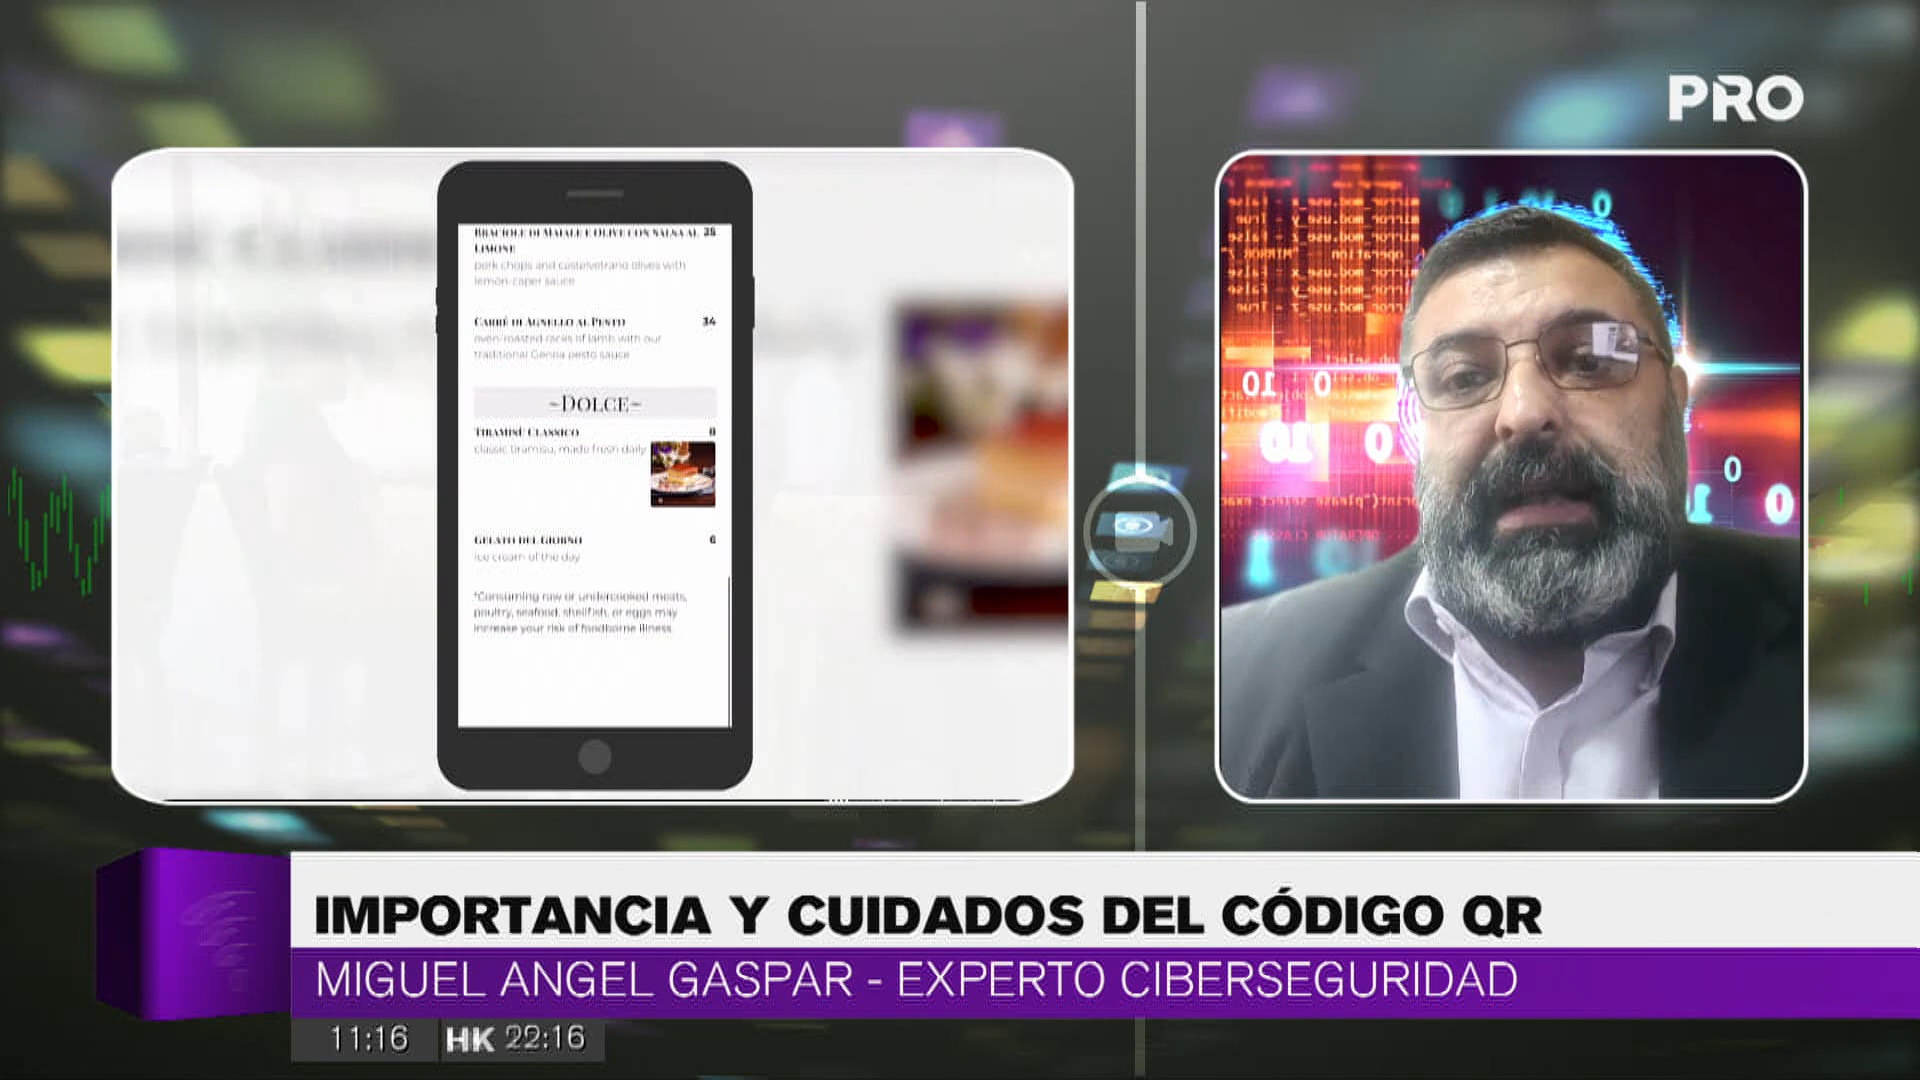 PRO
BRACIOLE DI MAIALE E OLIVE CON SALSA AL 35
LIMONE
pork chops and castelvetrano olives with
lemon-caper sauce
CARRÉ DI AGNELLO AL PESTO 34
oven-roasted racks of lamb with our
traditional Genoa pesto sauce
~DOLCE~
TIRAMISÙ CLASSICO 8
classic tiramisu, made fresh daily
GELATO DEL GIORNO 6
ice cream of the day
*Consuming raw or undercooked meats,
poultry, seafood, shellfish, or eggs may
increase your risk of foodborne illness.
IMPORTANCIA Y CUIDADOS DEL CÓDIGO QR
MIGUEL ANGEL GASPAR - EXPERTO CIBERSEGURIDAD
11:16 HK 22:16